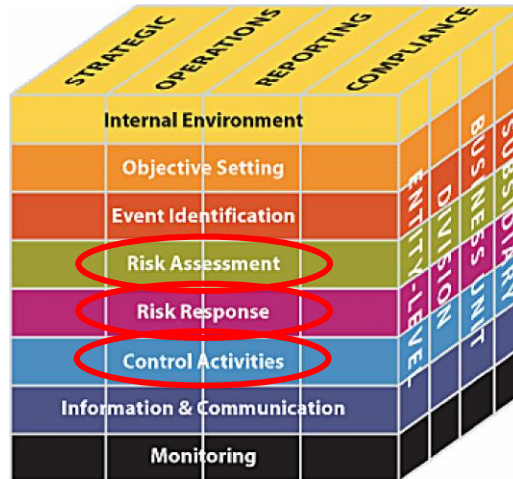 STRATEGIC
OPERATIONS
REPORTING
COMPLIANCE
Internal Environment
Objective Setting
Event Identification
Risk Assessment
Risk Response
Control Activities
Information & Communication
Monitoring
ENTITY-LEVEL
DIVISION
BUSINESS UNIT
SUBSIDIARY